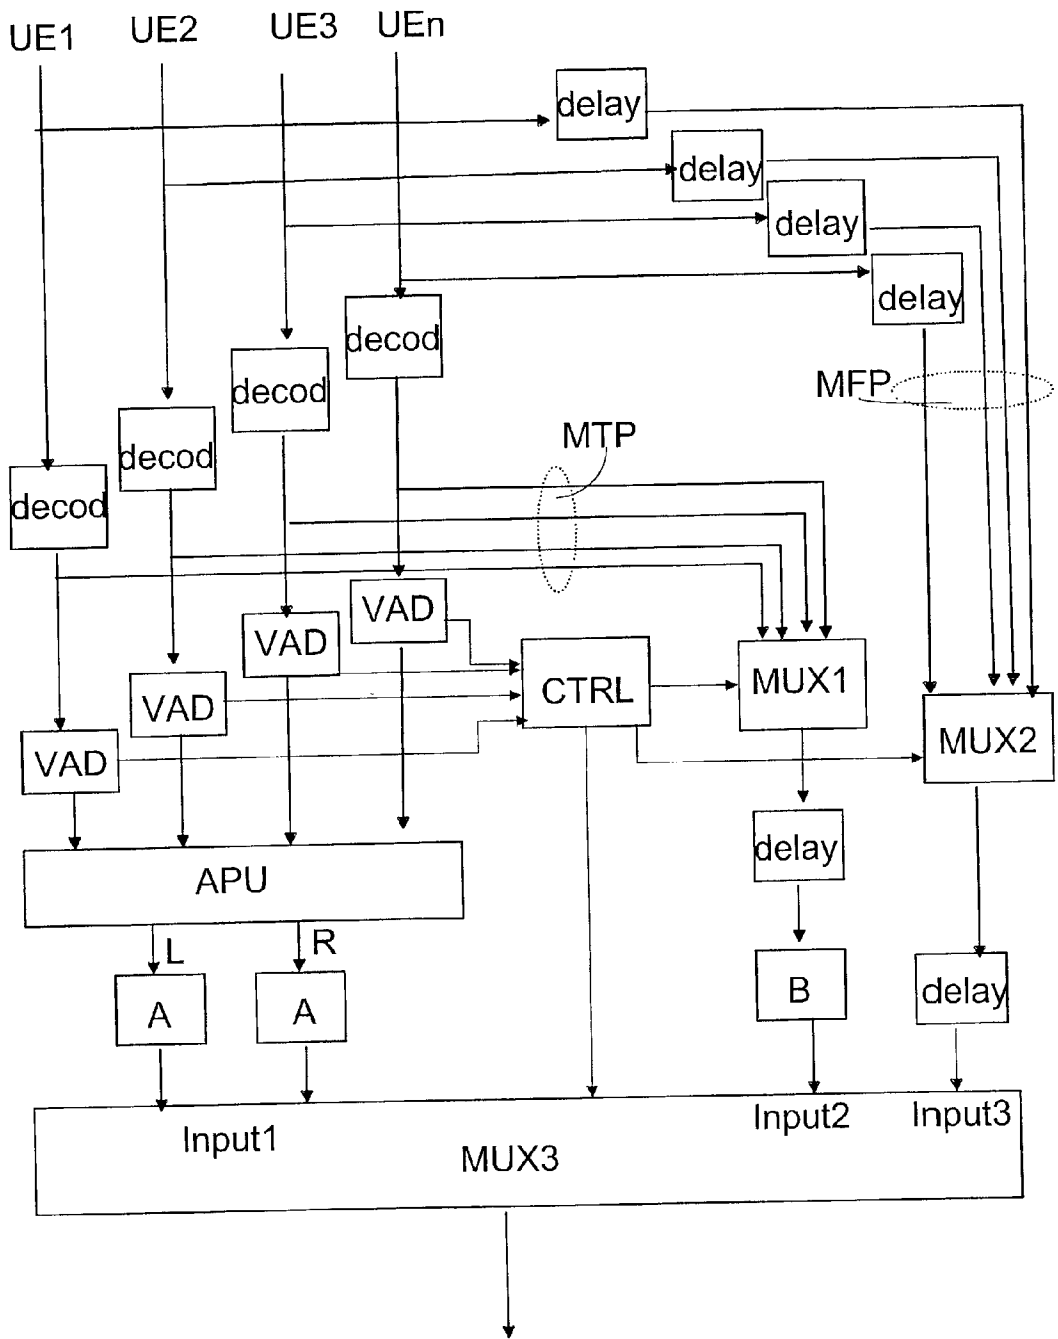 UE1 UE2 UE3 UEn
delay
delay
delay
delay
decod
decod
decod
decod
MFP
MTP
VAD
VAD
VAD
VAD
CTRL
MUX1
MUX2
delay
APU
L
R
A
A
B
delay
Input1
Input2
Input3
MUX3